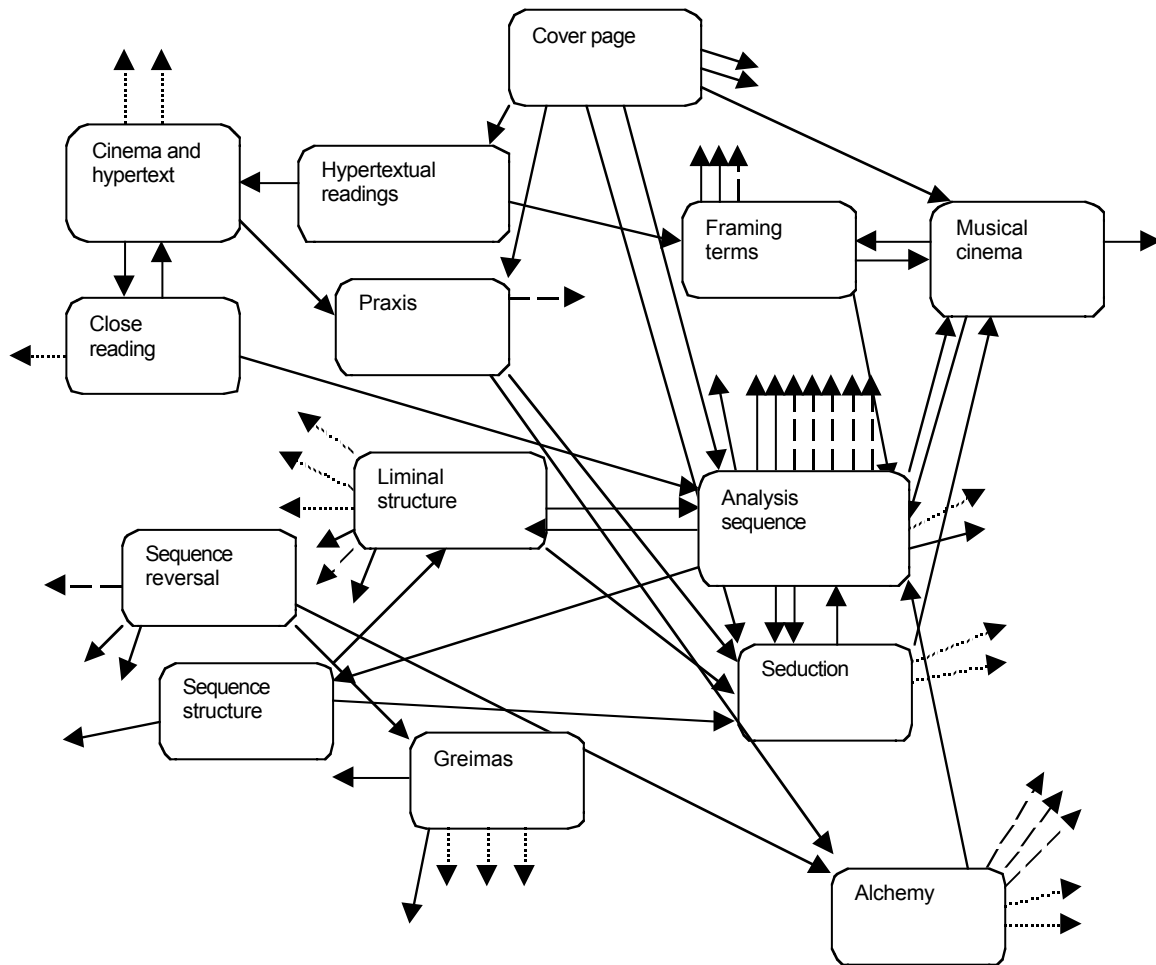 Cover page
Cinema and
hypertext
Hypertextual
readings
Framing
terms
Musical
cinema
Praxis
Close
reading
Liminal
structure
Analysis
sequence
Sequence
reversal
Seduction
Sequence
structure
Greimas
Alchemy